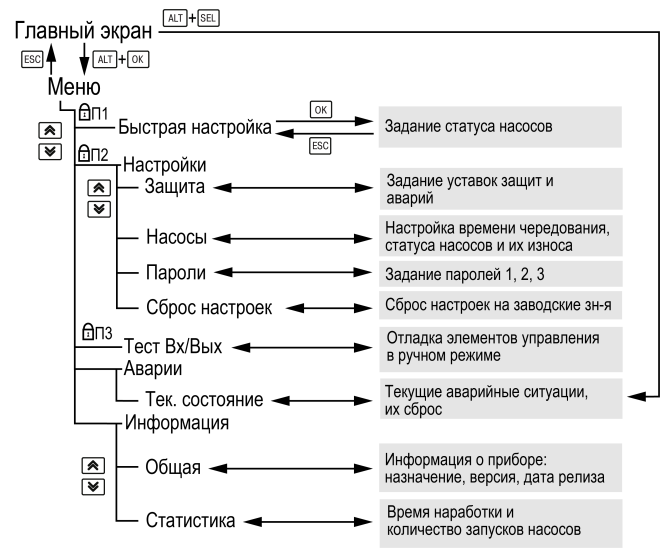 Главный экран ALT+SEL
ESC ALT+OK
Меню
П1
Быстрая настройка OK ESC Задание статуса насосов
П2
Настройки
Защита Задание уставок защит и
аварий
Насосы Настройка времени чередования,
статуса насосов и их износа
Пароли Задание паролей 1, 2, 3
Сброс настроек Сброс настроек на заводские зн-я
П3
Тест Вх/Вых Отладка элементов управления
в ручном режиме
Аварии
Тек. состояние Текущие аварийные ситуации,
их сброс
Информация
Общая Информация о приборе:
назначение, версия, дата релиза
Статистика Время наработки и
количество запусков насосов